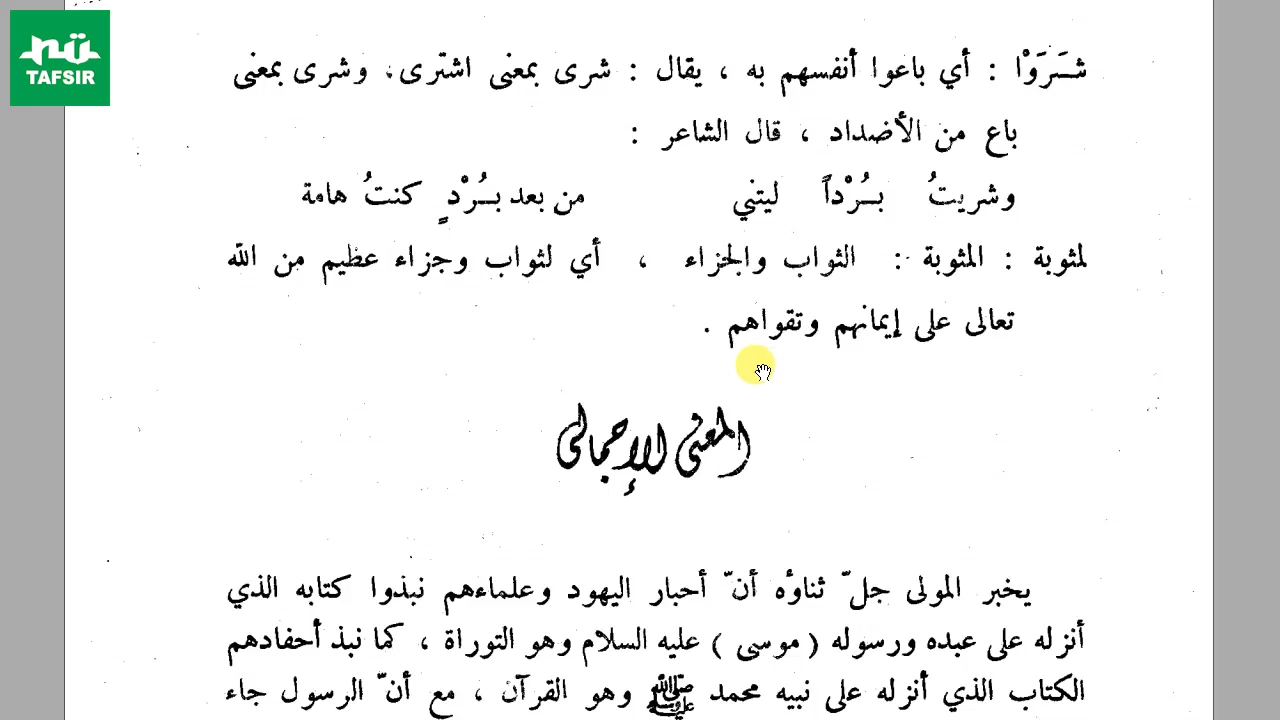 nü
TAFSIR
شَرَوْا : أي باعوا أنفسهم به ، يقال : شرى بمعنى اشترى، وشرى بمعنى
باع من الأضداد ، قال الشاعر :
وشريتُ بُرْداً ليتني من بعد بُرْدٍ كنتُ هامة
لمثوبة : المثوبة : الثواب والجزاء ، أي لثواب وجزاء عظيم من الله
تعالى على إيمانهم وتقواهم .
المعنى الإجمالى
يخبر المولى جلّ ثناؤه أنّ أحبار اليهود وعلماءهم نبذوا كتابه الذي
أنزله على عبده ورسوله ( موسى ) عليه السلام وهو التوراة ، كما نبذ أحفادهم
الكتاب الذي أنزله على نبيه محمد ﷺ وهو القرآن ، مع أنّ الرسول جاء